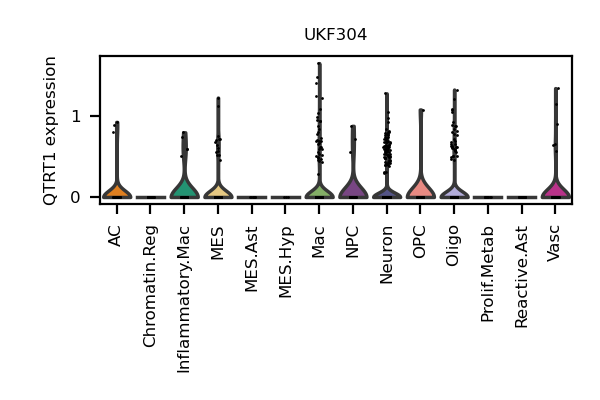 UKF304
QTRT1 expression
1
0
AC
Chromatin.Reg
Inflammatory.Mac
MES
MES.Ast
MES.Hyp
Mac
NPC
Neuron
OPC
Oligo
Prolif.Metab
Reactive.Ast
Vasc